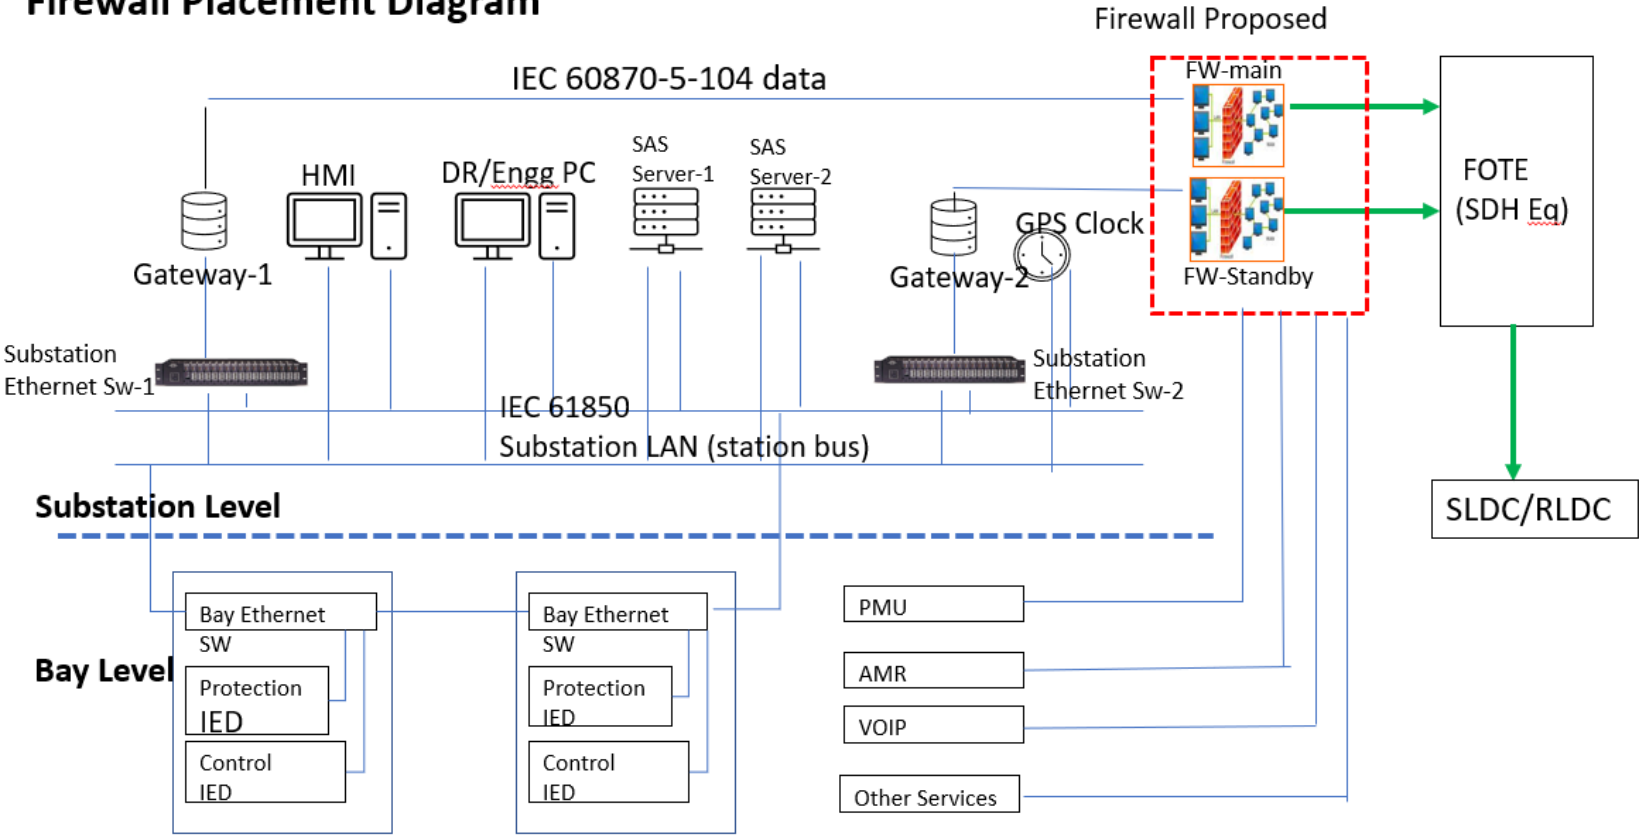 Firewall Placement Diagram
Firewall Proposed
IEC 60870-5-104 data
FW-main
FOTE
(SDH Eq)
SAS
Server-1
SAS
Server-2
HMI
DR/Engg PC
GPS Clock
Gateway-1
Gateway-2
FW-Standby
Substation
Ethernet Sw-1
Substation
Ethernet Sw-2
IEC 61850
Substation LAN (station bus)
Substation Level
SLDC/RLDC
Bay Level
Bay Ethernet
SW
Protection
IED
Control
IED
Bay Ethernet
SW
Protection
IED
Control
IED
PMU
AMR
VOIP
Other Services